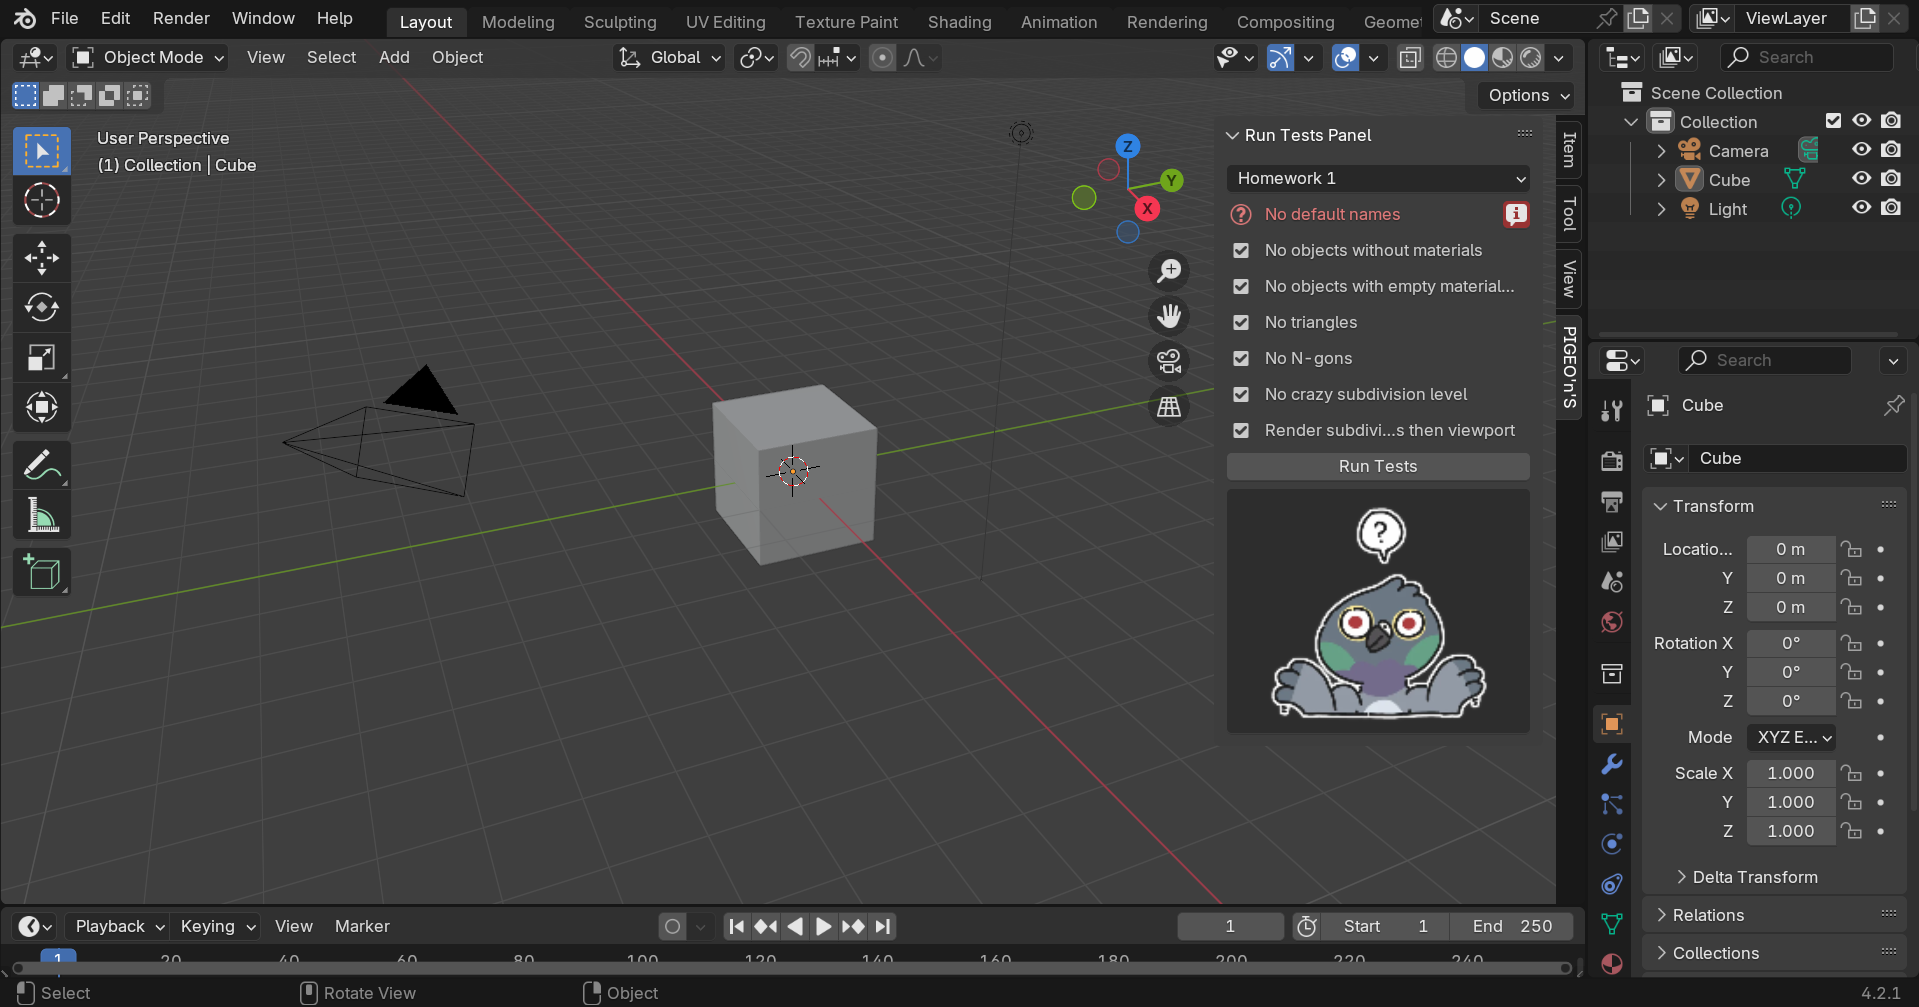 File Edit Render Window Help Layout Modeling Sculpting UV Editing Texture Paint Shading Animation Rendering Compositing Geomet Scene ViewLayer
Object Mode View Select Add Object Global Search
Options
User Perspective
(1) Collection | Cube
Z
Y
X
Run Tests Panel
Homework 1
No default names
No objects without materials
No objects with empty material...
No triangles
No N-gons
No crazy subdivision level
Render subdivi...s then viewport
Run Tests
?
Item
Tool
View
PIGEO'n'S
Scene Collection
Collection
Camera
Cube
Light
Search
Cube
Cube
Transform
Locatio... 0 m
Y 0 m
Z 0 m
Rotation X 0°
Y 0°
Z 0°
Mode XYZ E...
Scale X 1.000
Y 1.000
Z 1.000
Delta Transform
Relations
Collections
Playback Keying View Marker 1 Start 1 End 250
1 20 40 60 80 100 120 140 160 180 200 220 240
Select Rotate View Object 4.2.1